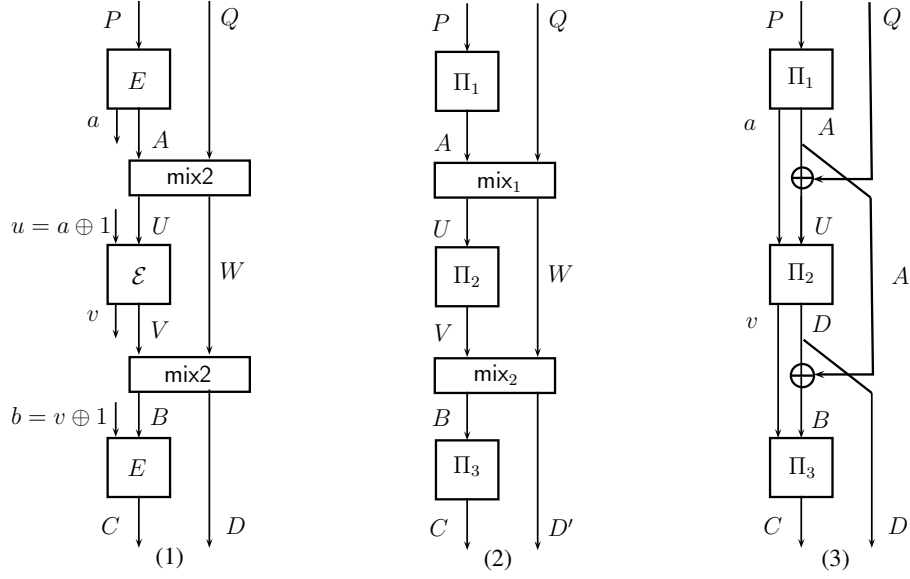 P Q
E
a
A
mix2
u = a ⊕ 1 U
ℰ W
v
V
mix2
b = v ⊕ 1 B
E
C D
(1)
P Q
Π₁
A
mix₁
U
Π₂ W
V
mix₂
B
Π₃
C D′
(2)
P Q
Π₁
a A
U
Π₂ A
v D
B
Π₃
C D
(3)